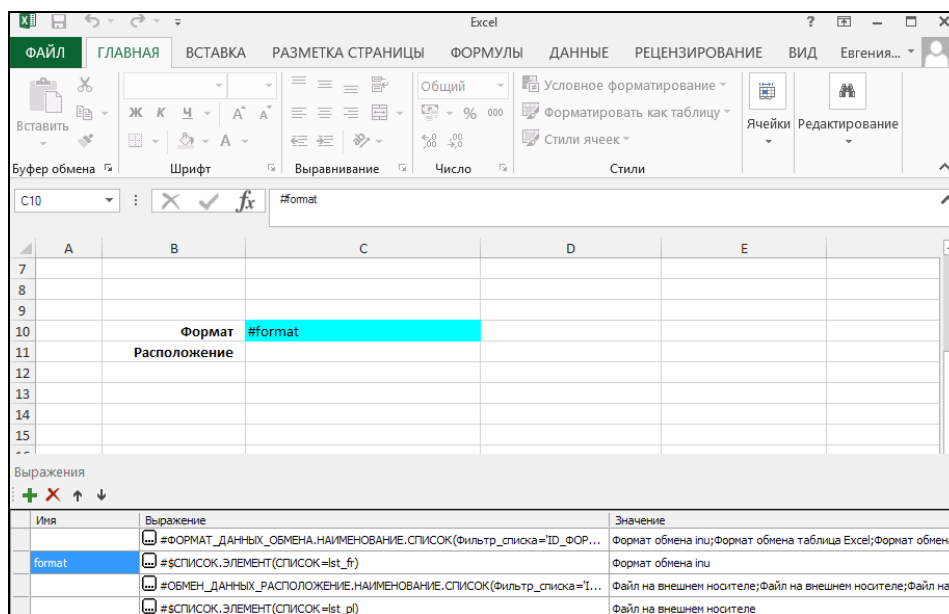 Excel
ФАЙЛ ГЛАВНАЯ ВСТАВКА РАЗМЕТКА СТРАНИЦЫ ФОРМУЛЫ ДАННЫЕ РЕЦЕНЗИРОВАНИЕ ВИД Евгения...
Вставить
Ж К Ч A A
A
Общий
% 000
Условное форматирование
Форматировать как таблицу
Стили ячеек
Ячейки Редактирование
Буфер обмена Шрифт Выравнивание Число Стили
C10 fx #format
A B C D E
7
8
9
10 Формат #format
11 Расположение
12
13
14
15
Выражения
Имя Выражение Значение
#ФОРМАТ_ДАННЫХ_ОБМЕНА.НАИМЕНОВАНИЕ.СПИСОК(Фильтр_списка='ID_ФОР... Формат обмена inu;Формат обмена таблица Excel;Формат обмен
format #$СПИСОК.ЭЛЕМЕНТ(СПИСОК=lst_fr) Формат обмена inu
#ОБМЕН_ДАННЫХ_РАСПОЛОЖЕНИЕ.НАИМЕНОВАНИЕ.СПИСОК(Фильтр_списка='I... Файл на внешнем носителе;Файл на внешнем носителе;Файл на
#$СПИСОК.ЭЛЕМЕНТ(СПИСОК=lst_pl) Файл на внешнем носителе